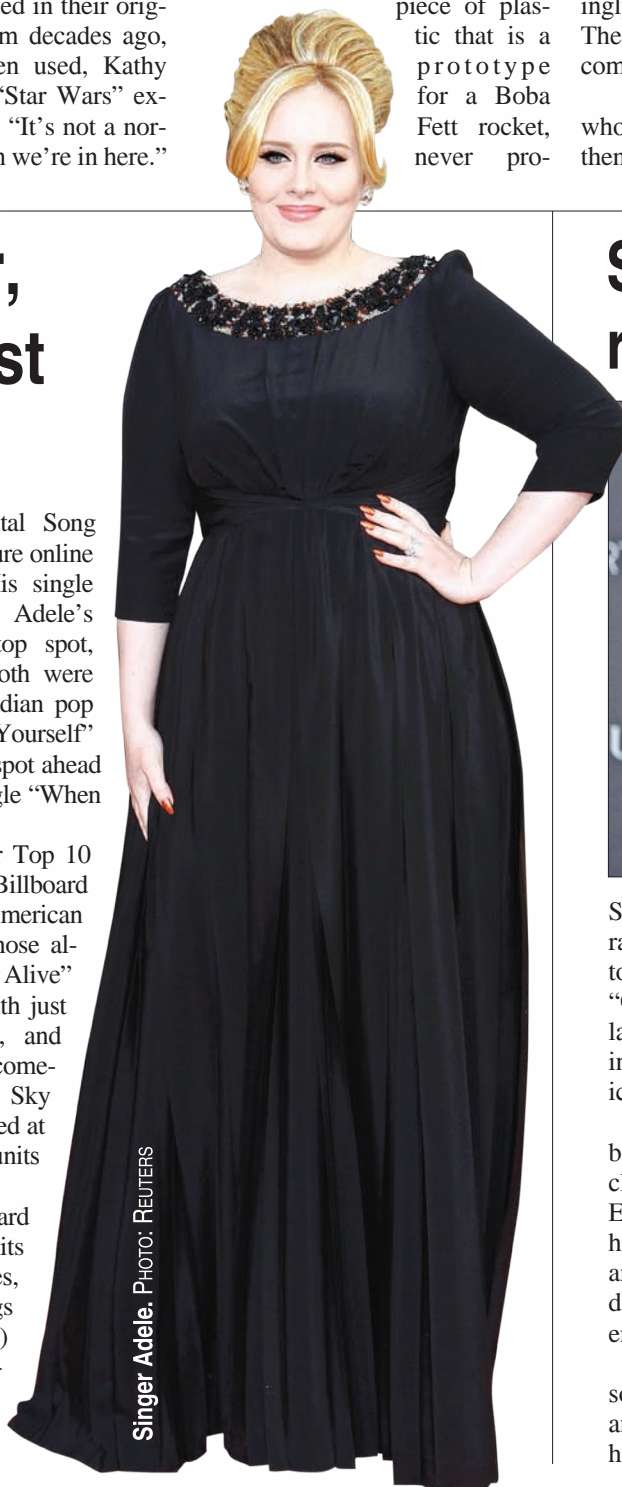 ed in their orig-
m decades ago,
en used, Kathy
“Star Wars” ex-
“It's not a nor-
n we're in here.”
piece of plas-
tic that is a
prototype
for a Boba
Fett rocket,
never pro-
ingl
The
com
who
then
st
tal Song
ure online
is single
Adele's
top spot,
oth were
dian pop
Yourself”
spot ahead
gle “When
r Top 10
Billboard
merican
hose al-
Alive”
th just
, and
come-
Sky
ed at
units
ard
its
es,
gs
)
Singer Adele. PHOTO: REUTERS
S
ra
to
la
in
ic
b
cl
E
h
a
d
e
so
a
h